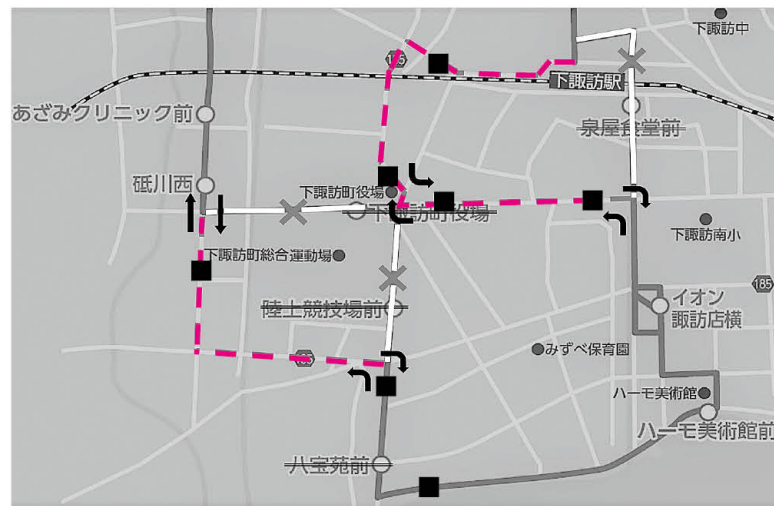 下諏訪中
185
下諏訪駅
あざみクリニック前
泉屋食堂前
砥川西
下諏訪町役場
下諏訪町役場
下諏訪南小
下諏訪町総合運動場
185
陸上競技場前
イオン
諏訪店横
みずべ保育園
ハーモ美術館
ハーモ美術館前
八宝苑前